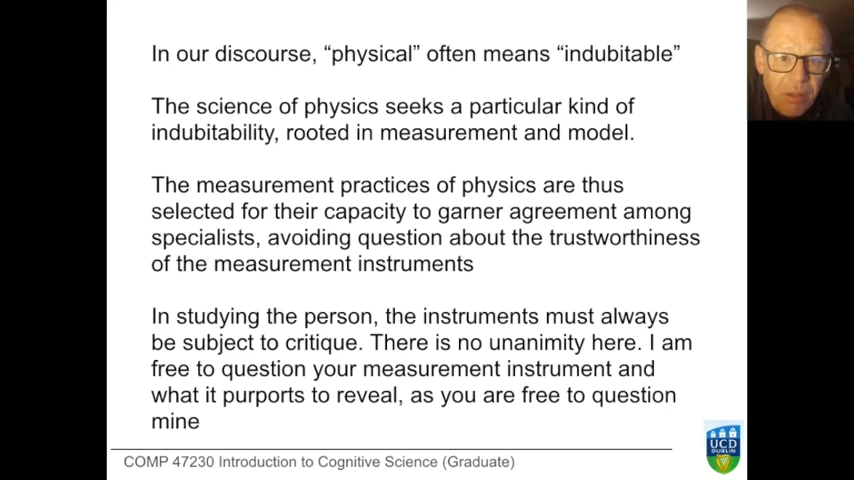 In our discourse, “physical” often means “indubitable”
The science of physics seeks a particular kind of
indubitability, rooted in measurement and model.
The measurement practices of physics are thus
selected for their capacity to garner agreement among
specialists, avoiding question about the trustworthiness
of the measurement instruments
In studying the person, the instruments must always
be subject to critique. There is no unanimity here. I am
free to question your measurement instrument and
what it purports to reveal, as you are free to question
mine
COMP 47230 Introduction to Cognitive Science (Graduate)
UCD
DUBLIN